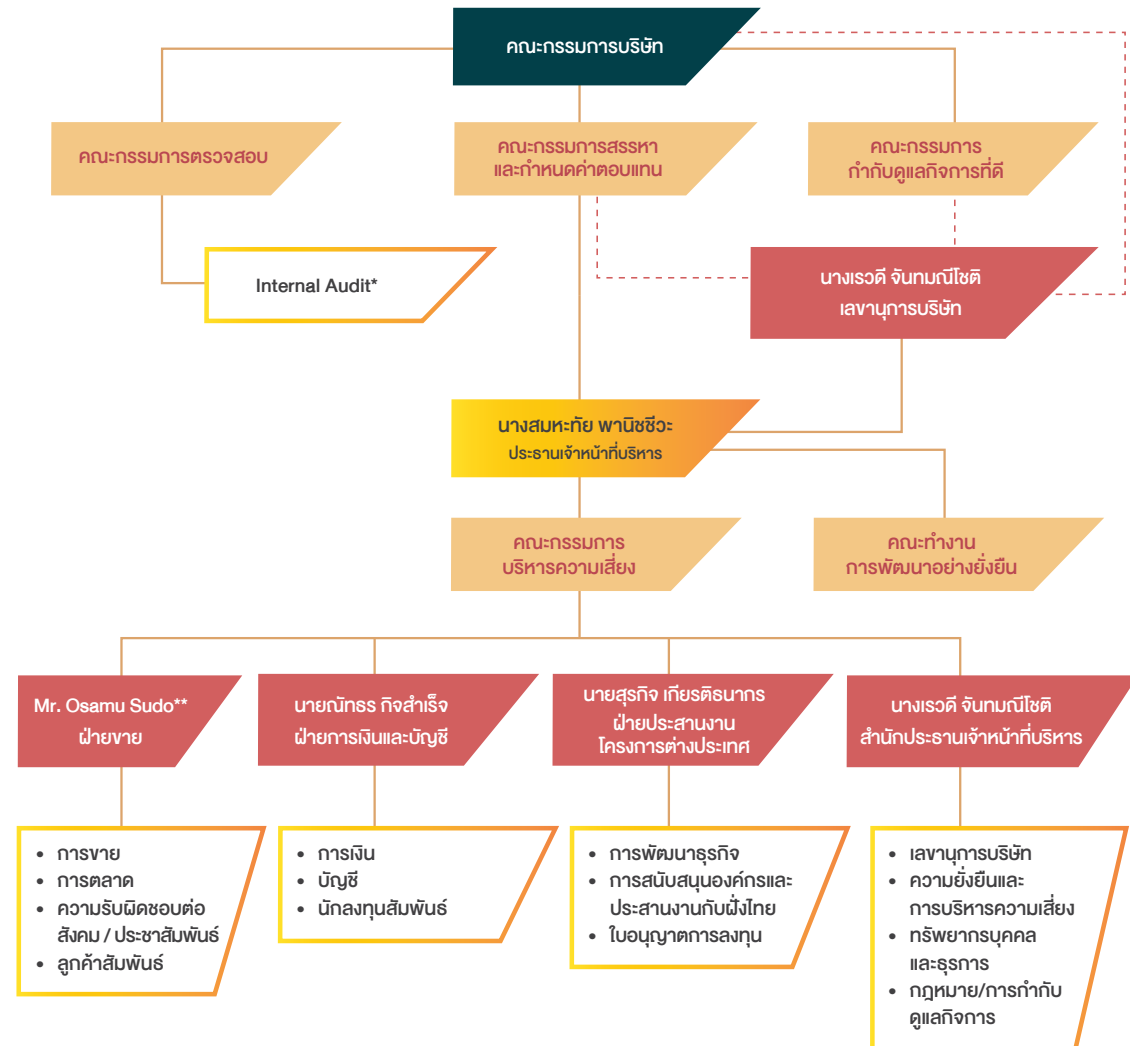 คณะกรรมการบริษัท
คณะกรรมการตรวจสอบ
คณะกรรมการสรรหา
และกำหนดค่าตอบแทน
คณะกรรมการ
กำกับดูแลกิจการที่ดี
Internal Audit*
นางเรวดี จันทมณีโชติ
เลขานุการบริษัท
นางสมหะทัย พานิชชีวะ
ประธานเจ้าหน้าที่บริหาร
คณะกรรมการ
บริหารความเสี่ยง
คณะทำงาน
การพัฒนาอย่างยั่งยืน
Mr. Osamu Sudo**
ฝ่ายขาย
นายณัทธร กิจสำเร็จ
ฝ่ายการเงินและบัญชี
นายสุรกิจ เกียรติธนากร
ฝ่ายประสานงาน
โครงการต่างประเทศ
นางเรวดี จันทมณีโชติ
สำนักประธานเจ้าหน้าที่บริหาร
• การขาย
• การตลาด
• ความรับผิดชอบต่อ
สังคม / ประชาสัมพันธ์
• ลูกค้าสัมพันธ์
• การเงิน
• บัญชี
• นักลงทุนสัมพันธ์
• การพัฒนาธุรกิจ
• การสนับสนุนองค์กรและ
ประสานงานกับฝั่งไทย
• ใบอนุญาตการลงทุน
• เลขานุการบริษัท
• ความยั่งยืนและ
การบริหารความเสี่ยง
• ทรัพยากรบุคคล
และธุรการ
• กฎหมาย/การกำกับ
ดูแลกิจการ